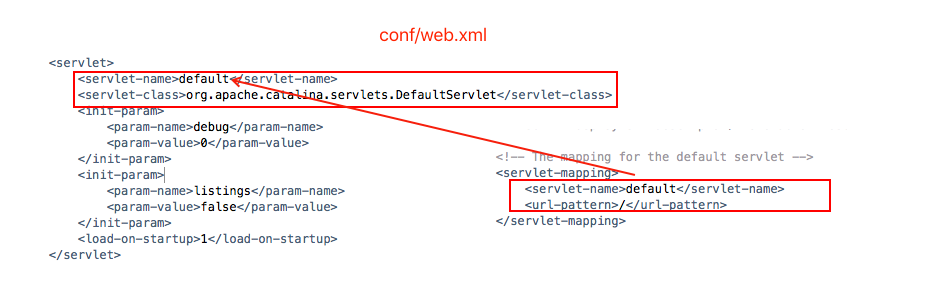 conf/web.xml
<servlet>
<servlet-name>default</servlet-name>
<servlet-class>org.apache.catalina.servlets.DefaultServlet</servlet-class>
<init-param>
<param-name>debug</param-name>
<param-value>0</param-value>
</init-param>
<init-param>
<param-name>listings</param-name>
<param-value>false</param-value>
</init-param>
<load-on-startup>1</load-on-startup>
</servlet>
<!-- The mapping for the default servlet -->
<servlet-mapping>
<servlet-name>default</servlet-name>
<url-pattern>/</url-pattern>
</servlet-mapping>